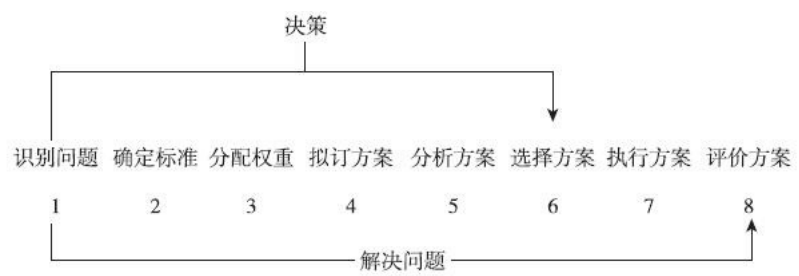 决策
识别问题 确定标准 分配权重 拟订方案 分析方案 选择方案 执行方案 评价方案
1 2 3 4 5 6 7 8
解决问题